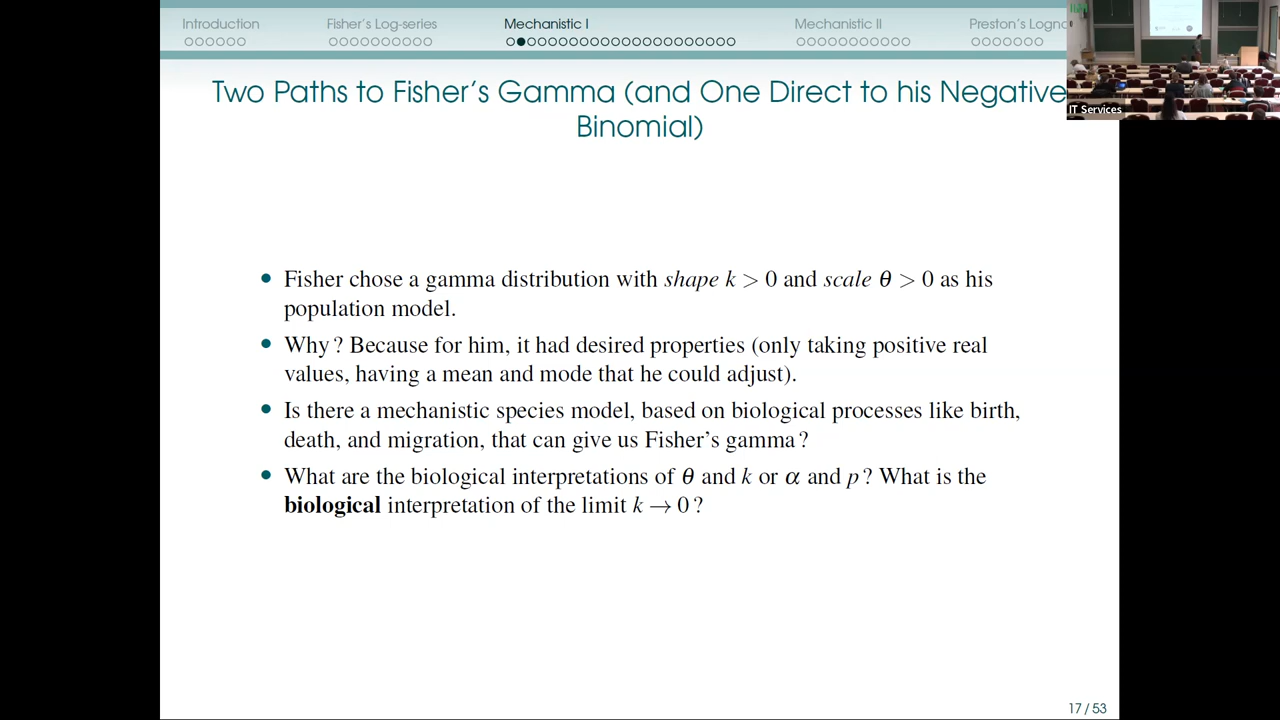 Introduction
Fisher's Log-series
Mechanistic I
Mechanistic II
Preston's Logno
Two Paths to Fisher's Gamma (and One Direct to his Negative
Binomial)
• Fisher chose a gamma distribution with shape k > 0 and scale θ > 0 as his
population model.
• Why ? Because for him, it had desired properties (only taking positive real
values, having a mean and mode that he could adjust).
• Is there a mechanistic species model, based on biological processes like birth,
death, and migration, that can give us Fisher's gamma ?
• What are the biological interpretations of θ and k or α and p ? What is the
biological interpretation of the limit k → 0 ?
17 / 53
IT Services